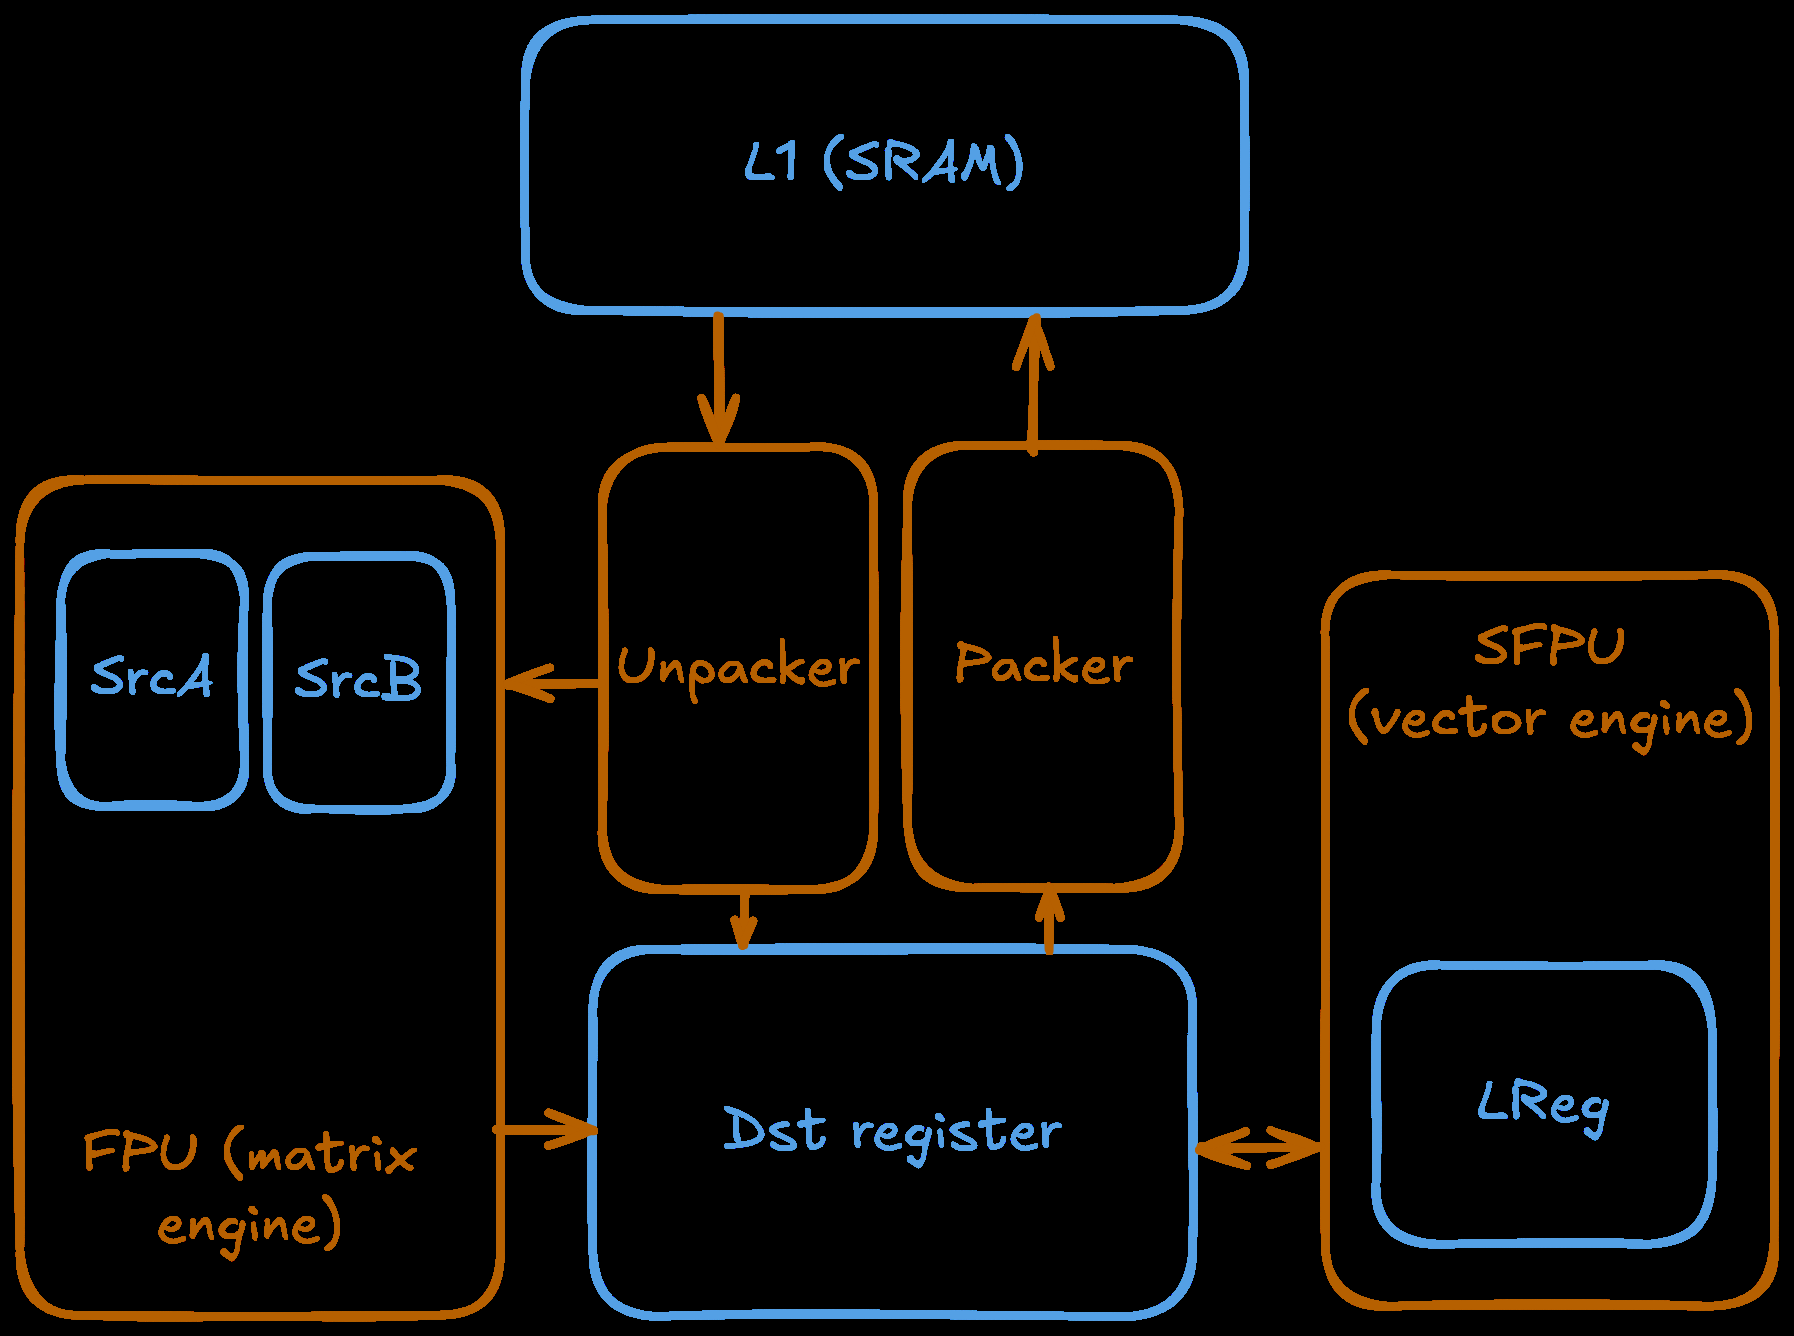 L1 (SRAM)
SrcA
SrcB
Unpacker
Packer
SFPU
(vector engine)
FPU (matrix
engine)
Dst register
LReg